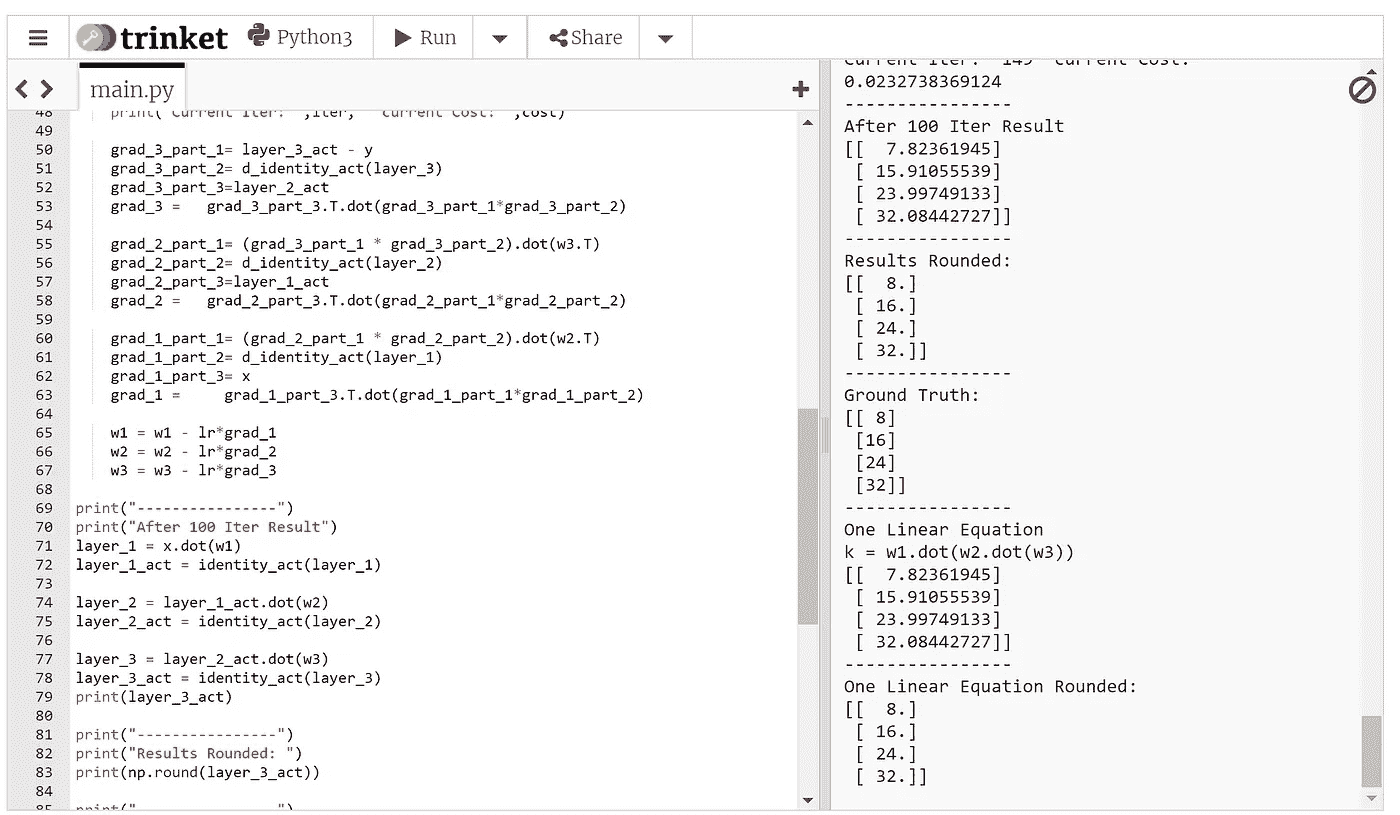 trinket Python3 Run Share
main.py
48 print("Current Iter: ",iter, " current Cost: ",cost)
49
50 grad_3_part_1= layer_3_act - y
51 grad_3_part_2= d_identity_act(layer_3)
52 grad_3_part_3=layer_2_act
53 grad_3 =   grad_3_part_3.T.dot(grad_3_part_1*grad_3_part_2)
54
55 grad_2_part_1= (grad_3_part_1 * grad_3_part_2).dot(w3.T)
56 grad_2_part_2= d_identity_act(layer_2)
57 grad_2_part_3=layer_1_act
58 grad_2 =   grad_2_part_3.T.dot(grad_2_part_1*grad_2_part_2)
59
60 grad_1_part_1= (grad_2_part_1 * grad_2_part_2).dot(w2.T)
61 grad_1_part_2= d_identity_act(layer_1)
62 grad_1_part_3= x
63 grad_1 =     grad_1_part_3.T.dot(grad_1_part_1*grad_1_part_2)
64
65 w1 = w1 - lr*grad_1
66 w2 = w2 - lr*grad_2
67 w3 = w3 - lr*grad_3
68
69 print("----------------")
70 print("After 100 Iter Result")
71 layer_1 = x.dot(w1)
72 layer_1_act = identity_act(layer_1)
73
74 layer_2 = layer_1_act.dot(w2)
75 layer_2_act = identity_act(layer_2)
76
77 layer_3 = layer_2_act.dot(w3)
78 layer_3_act = identity_act(layer_3)
79 print(layer_3_act)
80
81 print("----------------")
82 print("Results Rounded: ")
83 print(np.round(layer_3_act))
84
85 print("----------------")
Current Iter:  149  current Cost:
0.0232738369124
----------------
After 100 Iter Result
[[  7.82361945]
 [ 15.91055539]
 [ 23.99749133]
 [ 32.08442727]]
----------------
Results Rounded:
[[  8.]
 [ 16.]
 [ 24.]
 [ 32.]]
----------------
Ground Truth:
[[ 8]
 [16]
 [24]
 [32]]
----------------
One Linear Equation
k = w1.dot(w2.dot(w3))
[[  7.82361945]
 [ 15.91055539]
 [ 23.99749133]
 [ 32.08442727]]
----------------
One Linear Equation Rounded:
[[  8.]
 [ 16.]
 [ 24.]
 [ 32.]]